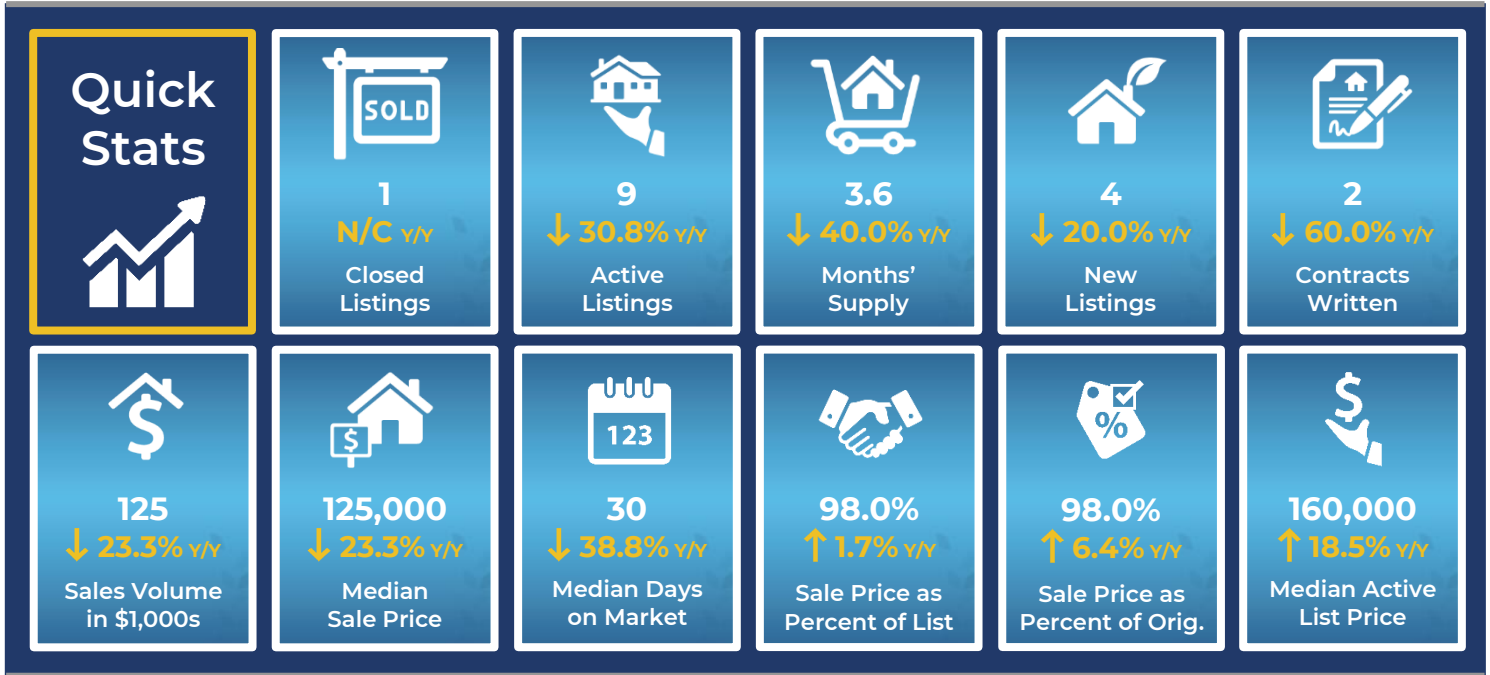 Quick
Stats
SOLD
1
N/C Y/Y
Closed
Listings
9
↓ 30.8% Y/Y
Active
Listings
3.6
↓ 40.0% Y/Y
Months’
Supply
4
↓ 20.0% Y/Y
New
Listings
2
↓ 60.0% Y/Y
Contracts
Written
$
125
↓ 23.3% Y/Y
Sales Volume
in $1,000s
$
125,000
↓ 23.3% Y/Y
Median
Sale Price
123
30
↓ 38.8% Y/Y
Median Days
on Market
98.0%
↑ 1.7% Y/Y
Sale Price as
Percent of List
%
98.0%
↑ 6.4% Y/Y
Sale Price as
Percent of Orig.
$
160,000
↑ 18.5% Y/Y
Median Active
List Price